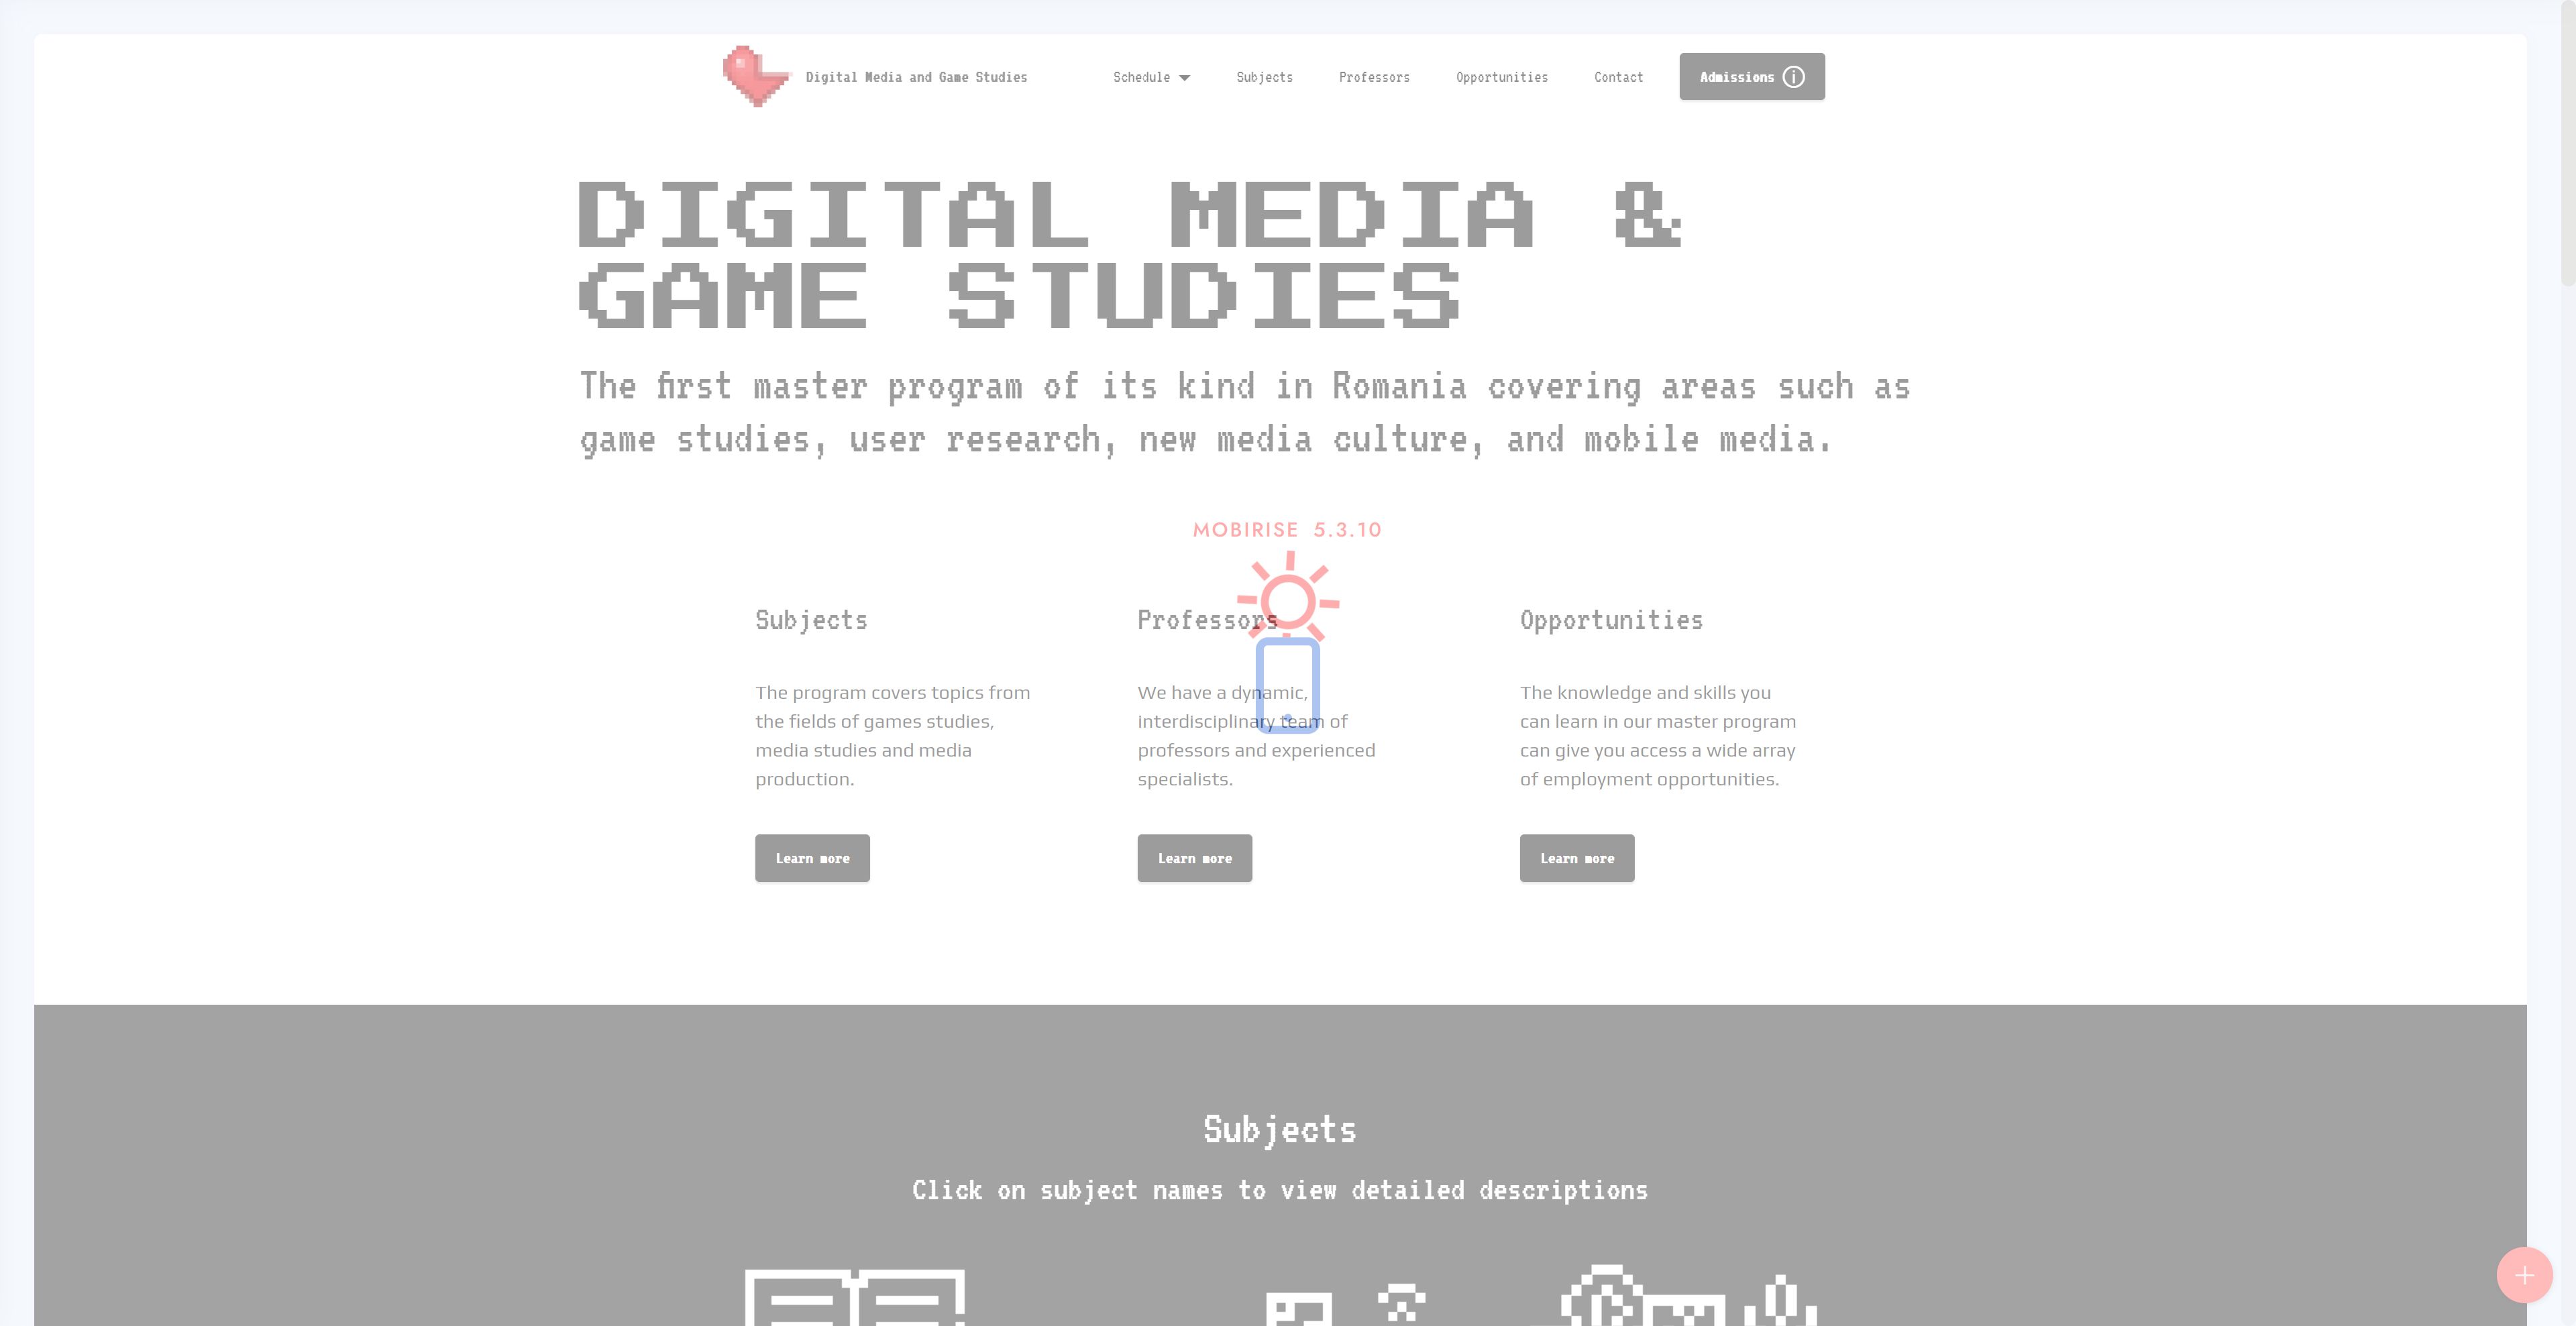 Digital Media and Game Studies
Schedule
Subjects
Professors
Opportunities
Contact
Admissions
DIGITAL MEDIA &
GAME STUDIES
The first master program of its kind in Romania covering areas such as
game studies, user research, new media culture, and mobile media.
MOBIRISE 5.3.10
Subjects
The program covers topics from
the fields of games studies,
media studies and media
production.
Learn more
Professors
We have a dynamic,
interdisciplinary team of
professors and experienced
specialists.
Learn more
Opportunities
The knowledge and skills you
can learn in our master program
can give you access a wide array
of employment opportunities.
Learn more
Subjects
Click on subject names to view detailed descriptions